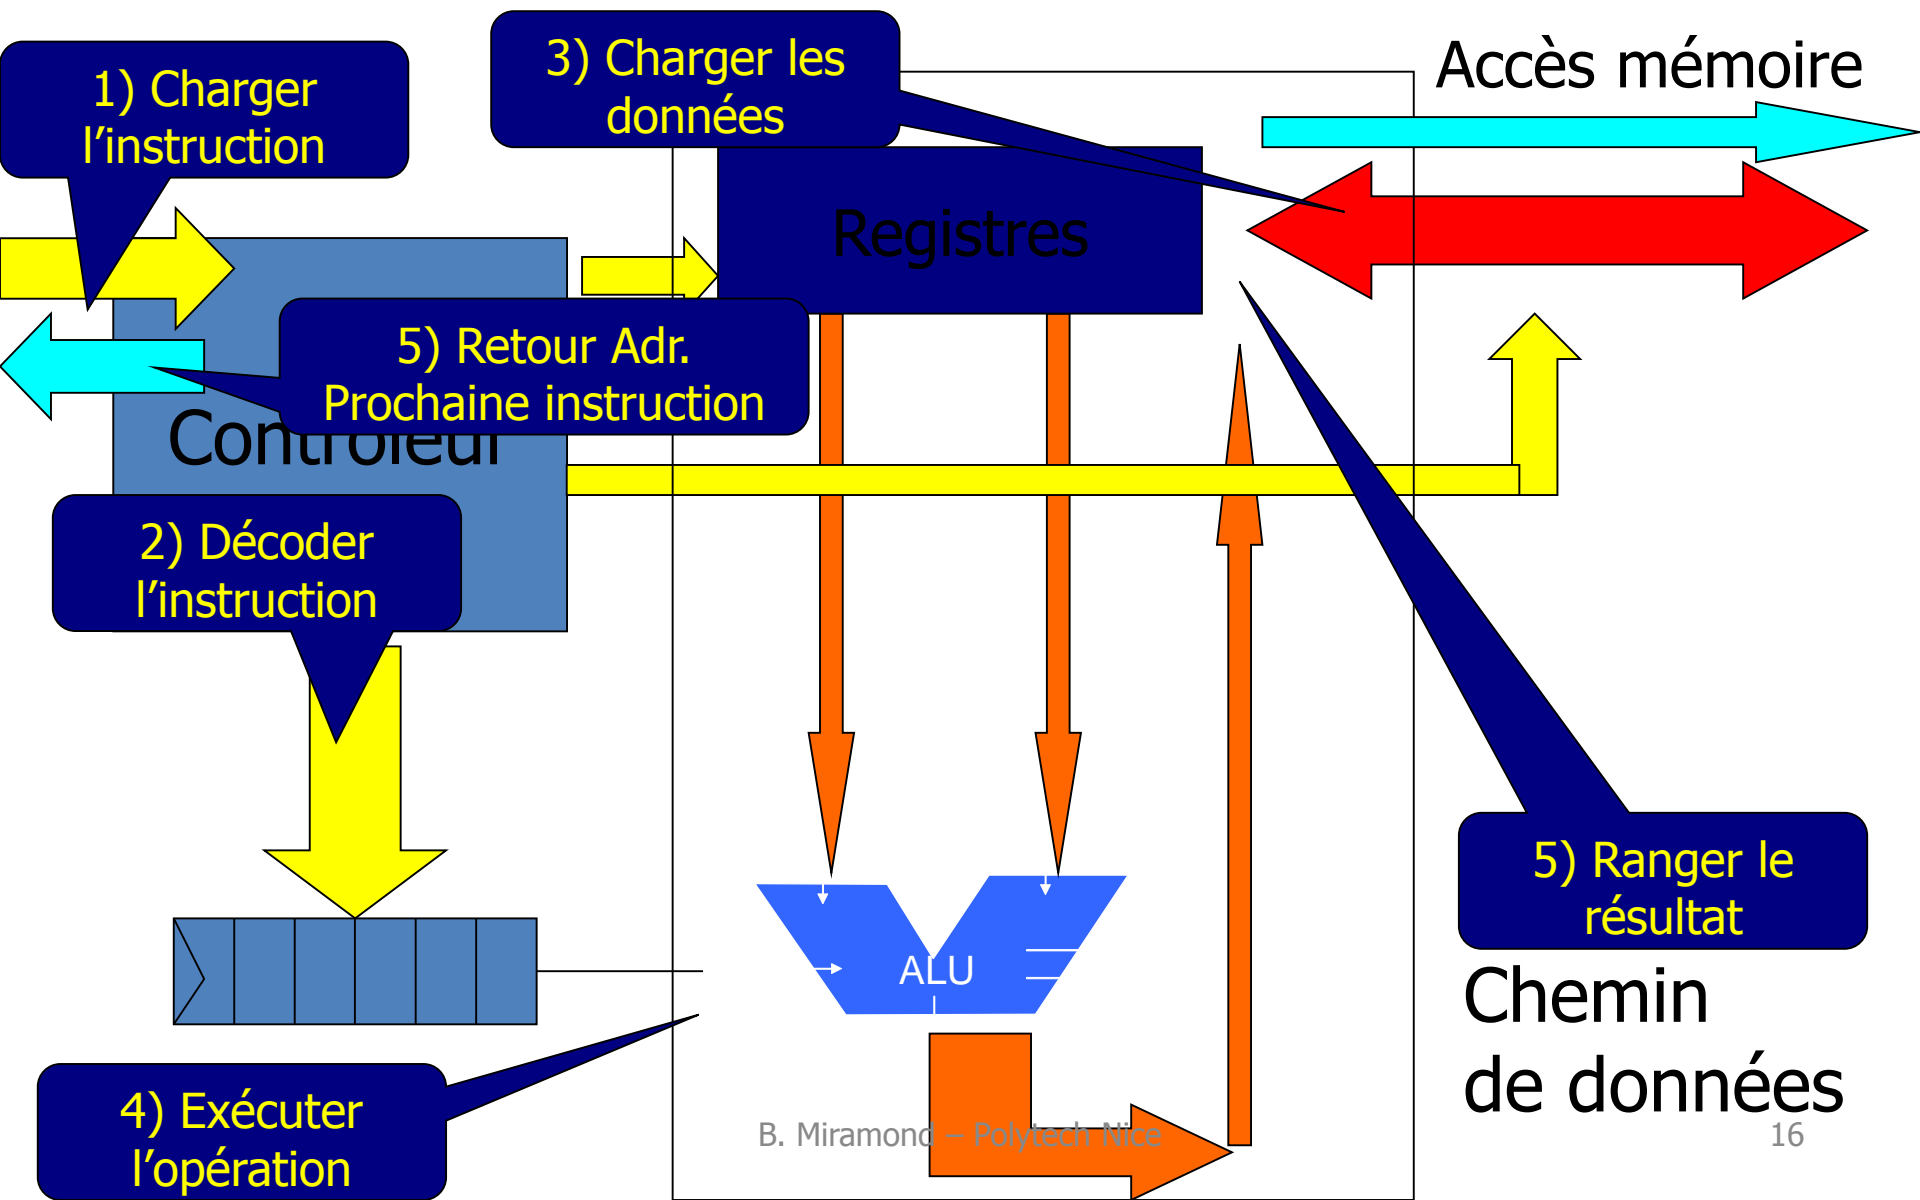 1) Charger
l’instruction
3) Charger les
données
Accès mémoire
Registres
5) Retour Adr.
Prochaine instruction
Contrôleur
2) Décoder
l’instruction
5) Ranger le
résultat
ALU
Chemin
de données
4) Exécuter
l’opération
B. Miramond – Polytech Nice
16